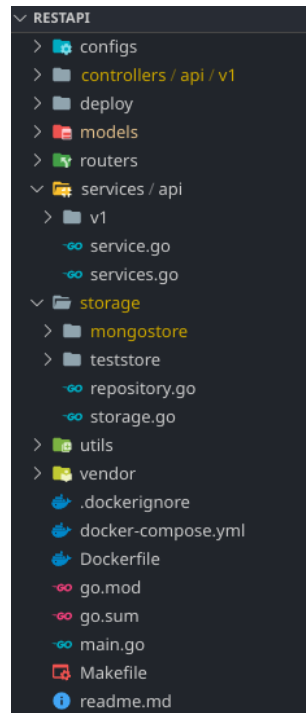 RESTAPI
configs
controllers / api / v1
deploy
models
routers
services / api
v1
service.go
services.go
storage
mongostore
teststore
repository.go
storage.go
utils
vendor
.dockerignore
docker-compose.yml
Dockerfile
go.mod
go.sum
main.go
Makefile
readme.md